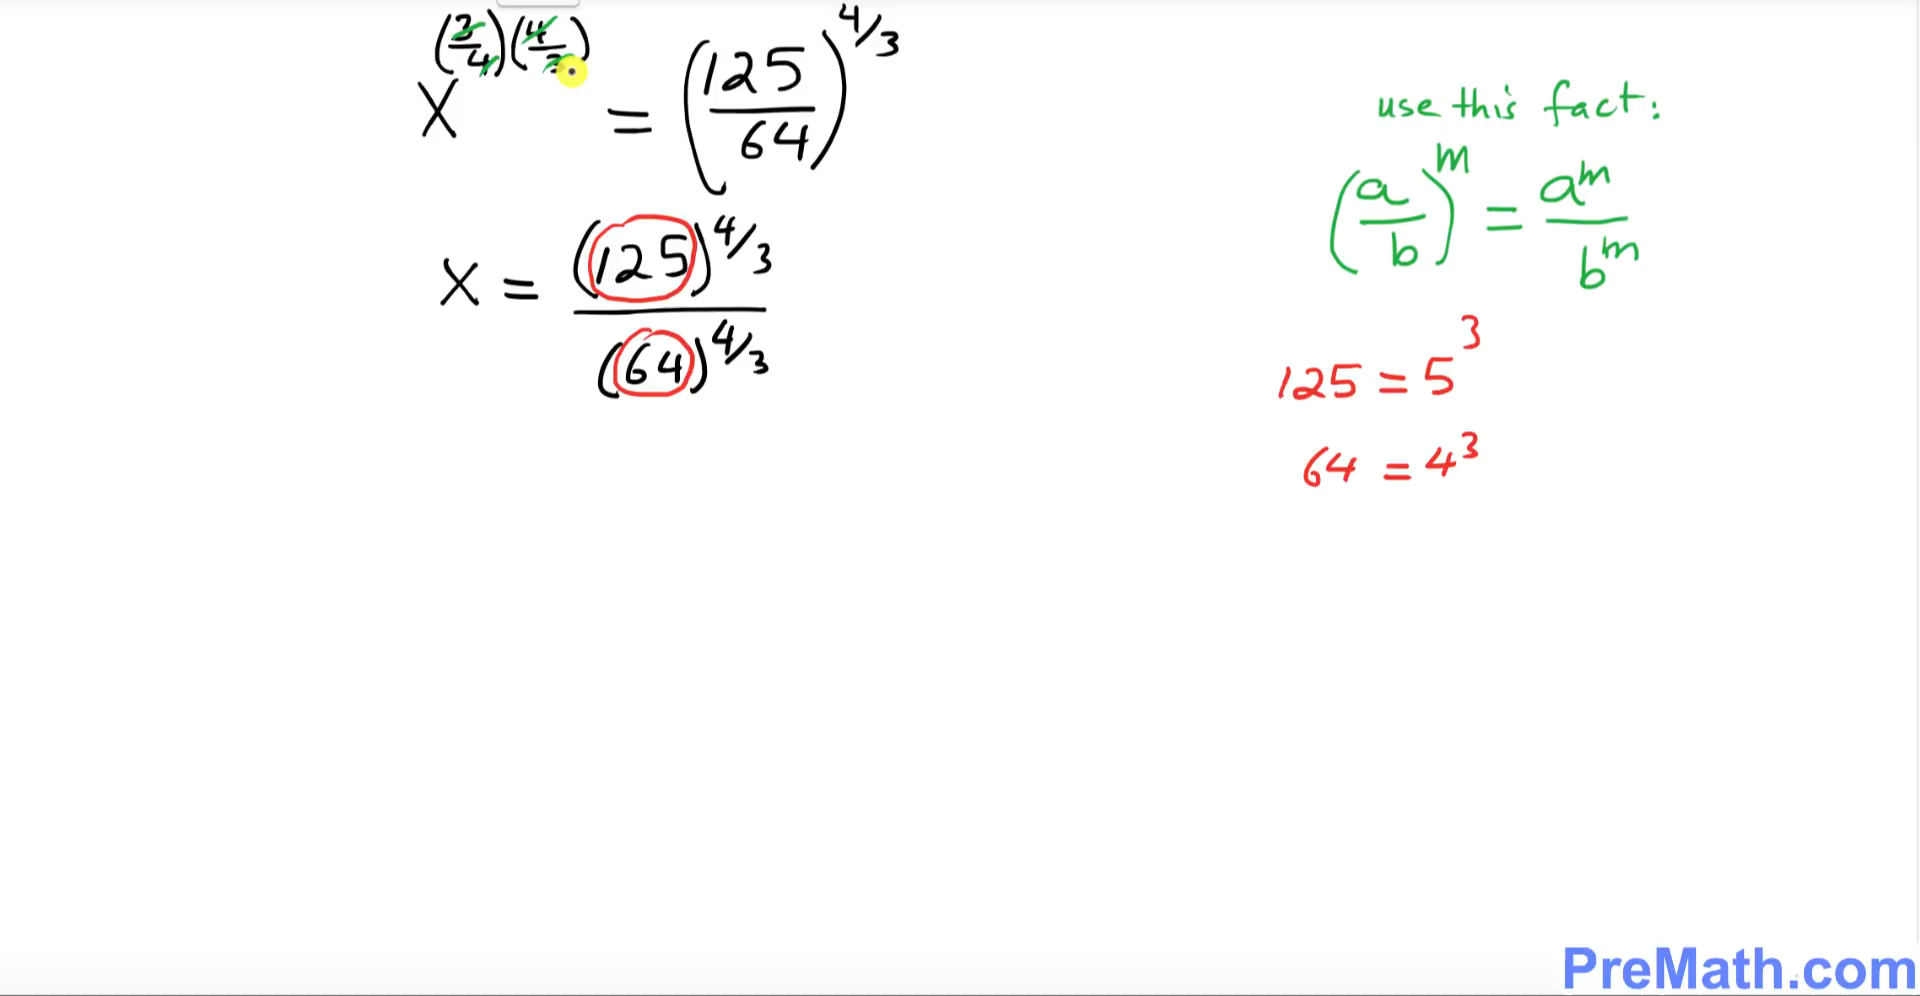 X^(3/4)(4/3) = (125/64)^4/3
X = (125)^4/3 / (64)^4/3
use this fact:
(a/b)^m = a^m/b^m
125 = 5^3
64 = 4^3
PreMath.com